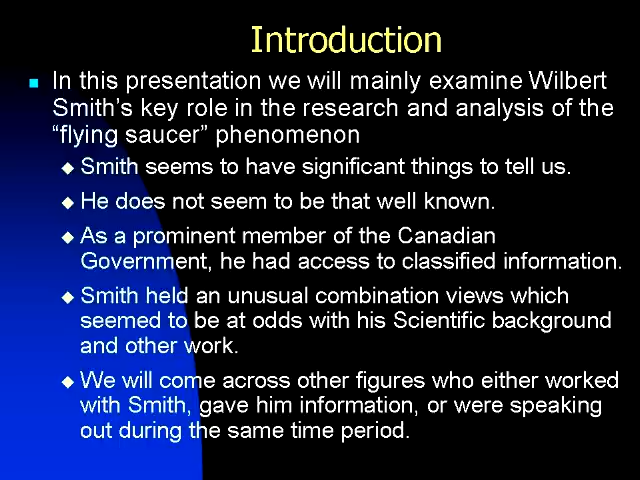 Introduction
In this presentation we will mainly examine Wilbert
Smith's key role in the research and analysis of the
“flying saucer” phenomenon
Smith seems to have significant things to tell us.
He does not seem to be that well known.
As a prominent member of the Canadian
Government, he had access to classified information.
Smith held an unusual combination views which
seemed to be at odds with his Scientific background
and other work.
We will come across other figures who either worked
with Smith, gave him information, or were speaking
out during the same time period.